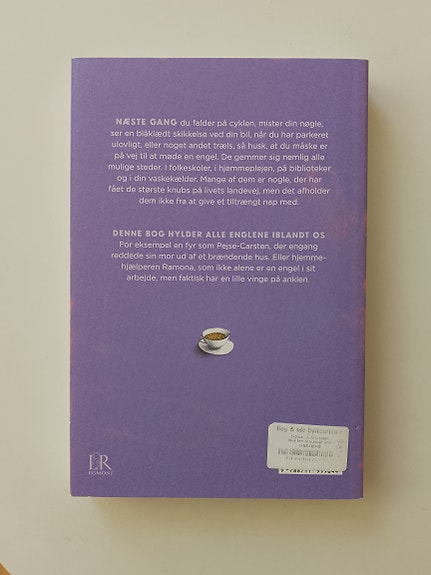 NÆSTE GANG du falder på cyklen, mister din nøgle,
ser en blåklædt skikkelse ved din bil, når du har parkeret
ulovligt, eller noget andet træls, så husk, at du måske er
på vej til at møde en engel. De gemmer sig nemlig alle
mulige steder. I folkeskoler, i hjemmeplejen, på biblioteker
og i din vaskekælder. Mange af dem er nogle, der har
fået de største knubs på livets landevej, men det afholder
dem ikke fra at give et tiltrængt nap med.
DENNE BOG HYLDER ALLE ENGLENE IBLANDT OS
For eksempel en fyr som Pejse-Carsten, der engang
reddede sin mor ud af et brændende hus. Eller hjemme-
hjælperen Ramona, som ikke alene er en engel i sit
arbejde, men faktisk har en lille vinge på anklen.
Bog & idé
L&R
EGMONT